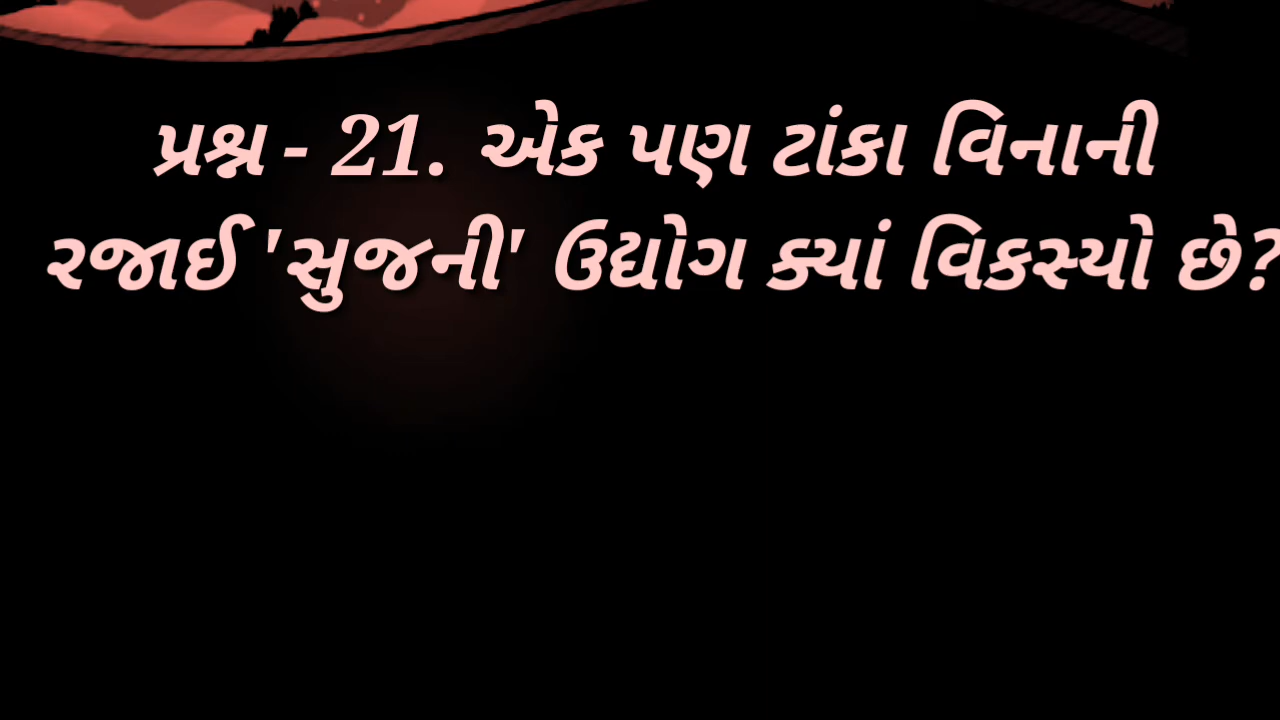 પ્રશ્ન - 21. એક પણ ટાંકા વિનાની
રજાઈ 'સુજની' ઉદ્યોગ ક્યાં વિકસ્યો છે?